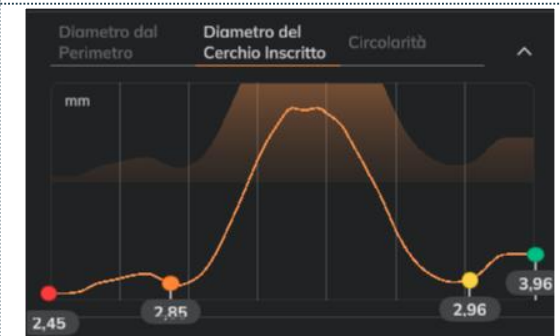 Diametro dal
Perimetro
Diametro del
Cerchio Inscritto
Circolarità
mm
2,45
2,85
2,96
3,96